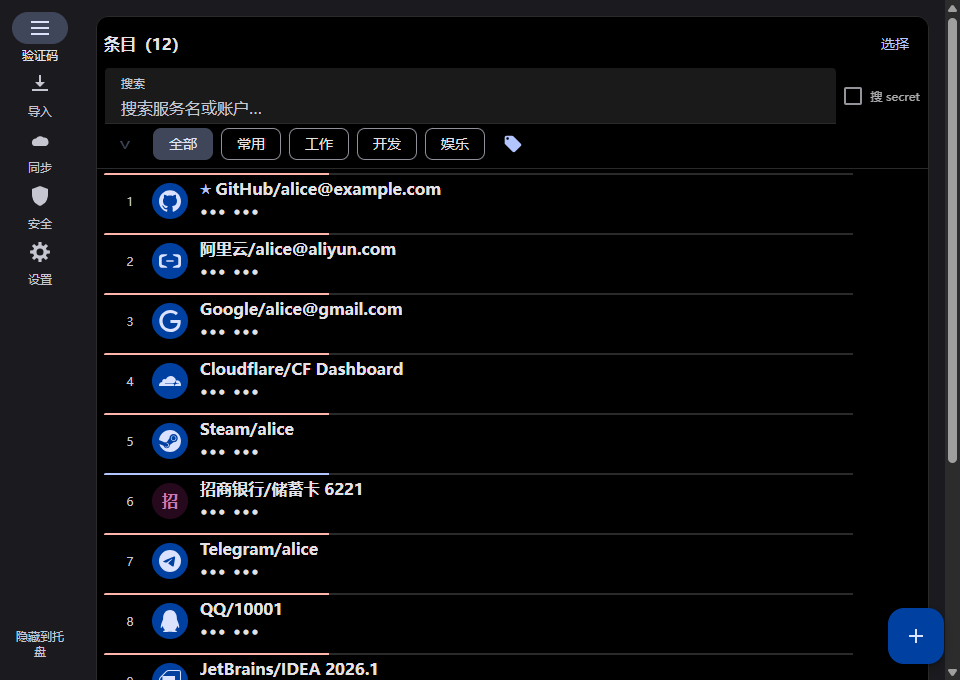 验证码
导入
同步
安全
设置
隐藏到托
盘
条目 (12)
选择
搜索
搜索服务名或账户...
搜 secret
全部
常用
工作
开发
娱乐
1
★ GitHub/alice@example.com
••• •••
2
阿里云/alice@aliyun.com
••• •••
3
Google/alice@gmail.com
••• •••
4
Cloudflare/CF Dashboard
••• •••
5
Steam/alice
••• •••
6
招
招商银行/储蓄卡 6221
••• •••
7
Telegram/alice
••• •••
8
QQ/10001
••• •••
JetBrains/IDEA 2026.1